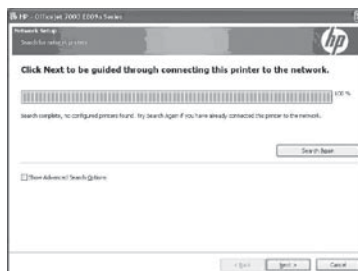 HP - Officejet 7000 E809a Series
Network Setup
Search for network printers
hp
Click Next to be guided through connecting this printer to the network.
100 %
Search complete, no configured printers found. Try Search Again if you have already connected this printer to the network.
Search Again
Show Advanced Search Options
< Back
Next >
Cancel